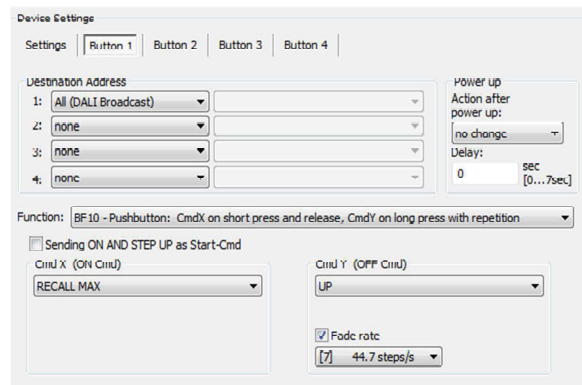 Device Settings
Settings Button 1 Button 2 Button 3 Button 4
Destination Address
1: All (DALI Broadcast)
2: none
3: none
4: none
Power up
Action after
power up:
no change
Delay:
0 sec
[0...7sec]
Function: BF10 - Pushbutton: CmdX on short press and release, CmdY on long press with repetition
Sending ON AND STEP UP as Start-Cmd
Cmd X (ON Cmd)
RECALL MAX
Cmd Y (OFF Cmd)
UP
Fade rate
[7] 44.7 steps/s